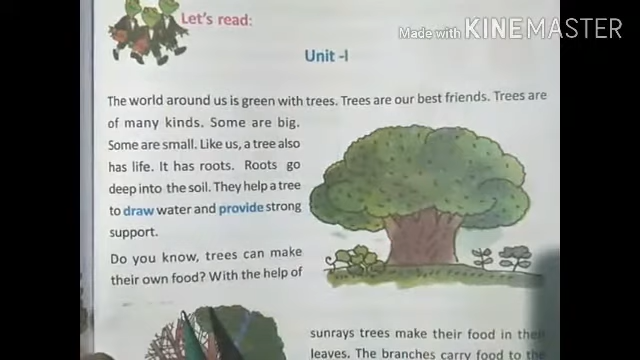 Let's read:
Made with KINEMASTER
Unit -I
The world around us is green with trees. Trees are our best friends. Trees are
of many kinds. Some are big.
Some are small. Like us, a tree also
has life. It has roots. Roots go
deep into the soil. They help a tree
to draw water and provide strong
support.
Do you know, trees can make
their own food? With the help of
sunrays trees make their food in their
leaves. The branches carry food to the